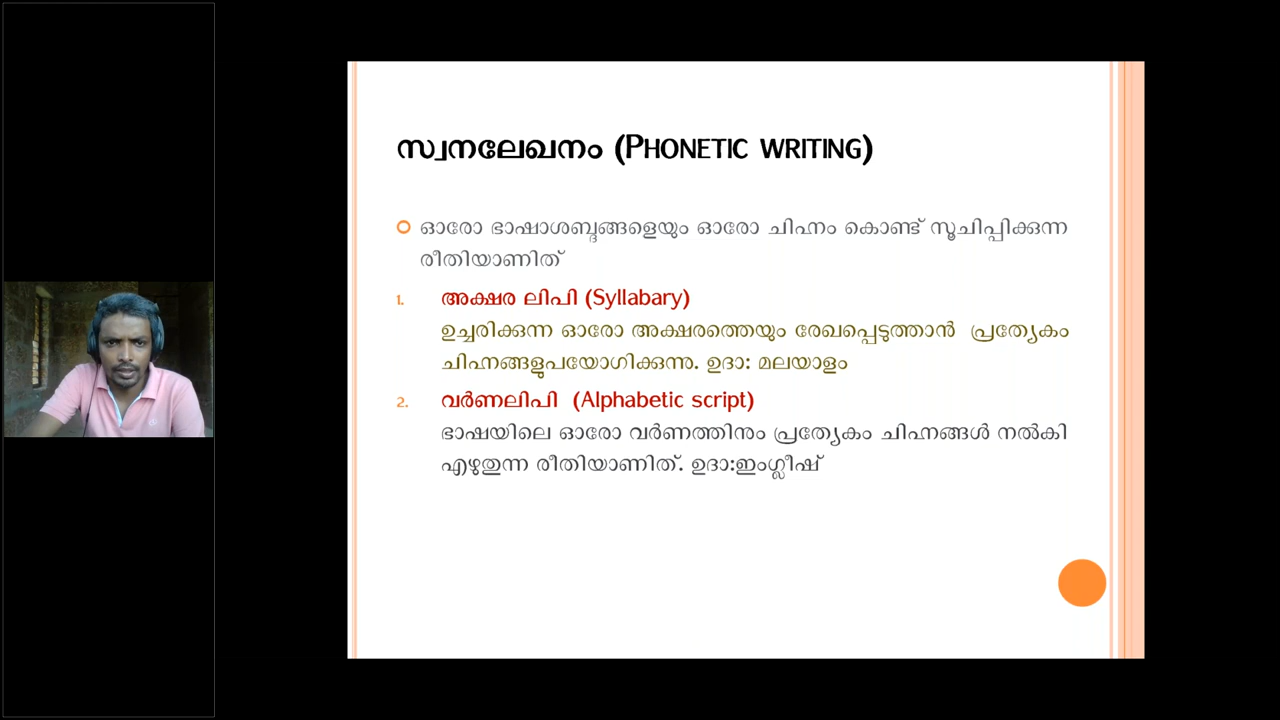 സ്വനലേഖനം (PHONETIC WRITING)
ഓരോ ഭാഷാശബ്ദങ്ങളെയും ഓരോ ചിഹ്നം കൊണ്ട് സൂചിപ്പിക്കുന്ന
രീതിയാണിത്
1. അക്ഷര ലിപി (Syllabary)
ഉച്ചരിക്കുന്ന ഓരോ അക്ഷരത്തെയും രേഖപ്പെടുത്താൻ പ്രത്യേകം
ചിഹ്നങ്ങളുപയോഗിക്കുന്നു. ഉദാ: മലയാളം
2. വർണലിപി (Alphabetic script)
ഭാഷയിലെ ഓരോ വർണത്തിനും പ്രത്യേകം ചിഹ്നങ്ങൾ നൽകി
എഴുതുന്ന രീതിയാണിത്. ഉദാ:ഇംഗ്ലീഷ്